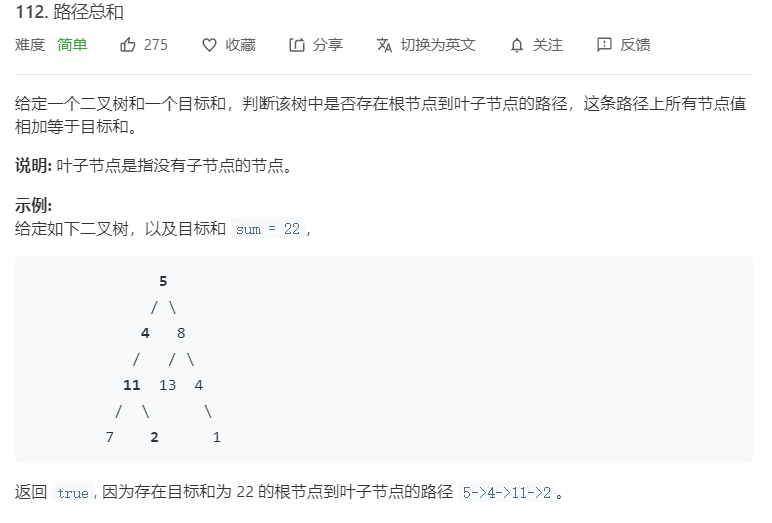 112. 路径总和
难度 简单 275 收藏 分享 切换为英文 关注 反馈
给定一个二叉树和一个目标和，判断该树中是否存在根节点到叶子节点的路径，这条路径上所有节点值
相加等于目标和。
说明: 叶子节点是指没有子节点的节点。
示例:
给定如下二叉树，以及目标和 sum = 22，
5
/ \
4 8
/ / \
11 13 4
/ \ \
7 2 1
返回 true, 因为存在目标和为 22 的根节点到叶子节点的路径 5->4->11->2。